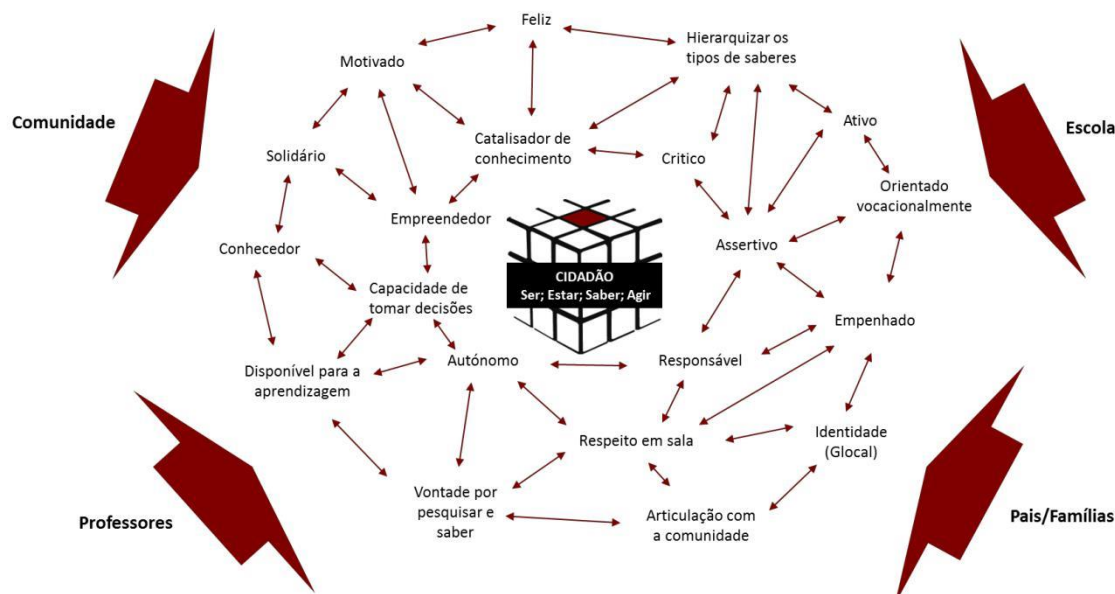 Feliz
Hierarquizar os
tipos de saberes
Motivado
Comunidade
Ativo
Escola
Catalisador de
conhecimento
Solidário
Critico
Orientado
vocacionalmente
Empreendedor
Conhecedor
Assertivo
CIDADÃO
Ser; Estar; Saber; Agir
Capacidade de
tomar decisões
Empenhado
Disponível para a
aprendizagem
Autónomo
Responsável
Respeito em sala
Identidade
(Glocal)
Vontade por
pesquisar e
saber
Articulação com
a comunidade
Professores
Pais/Famílias